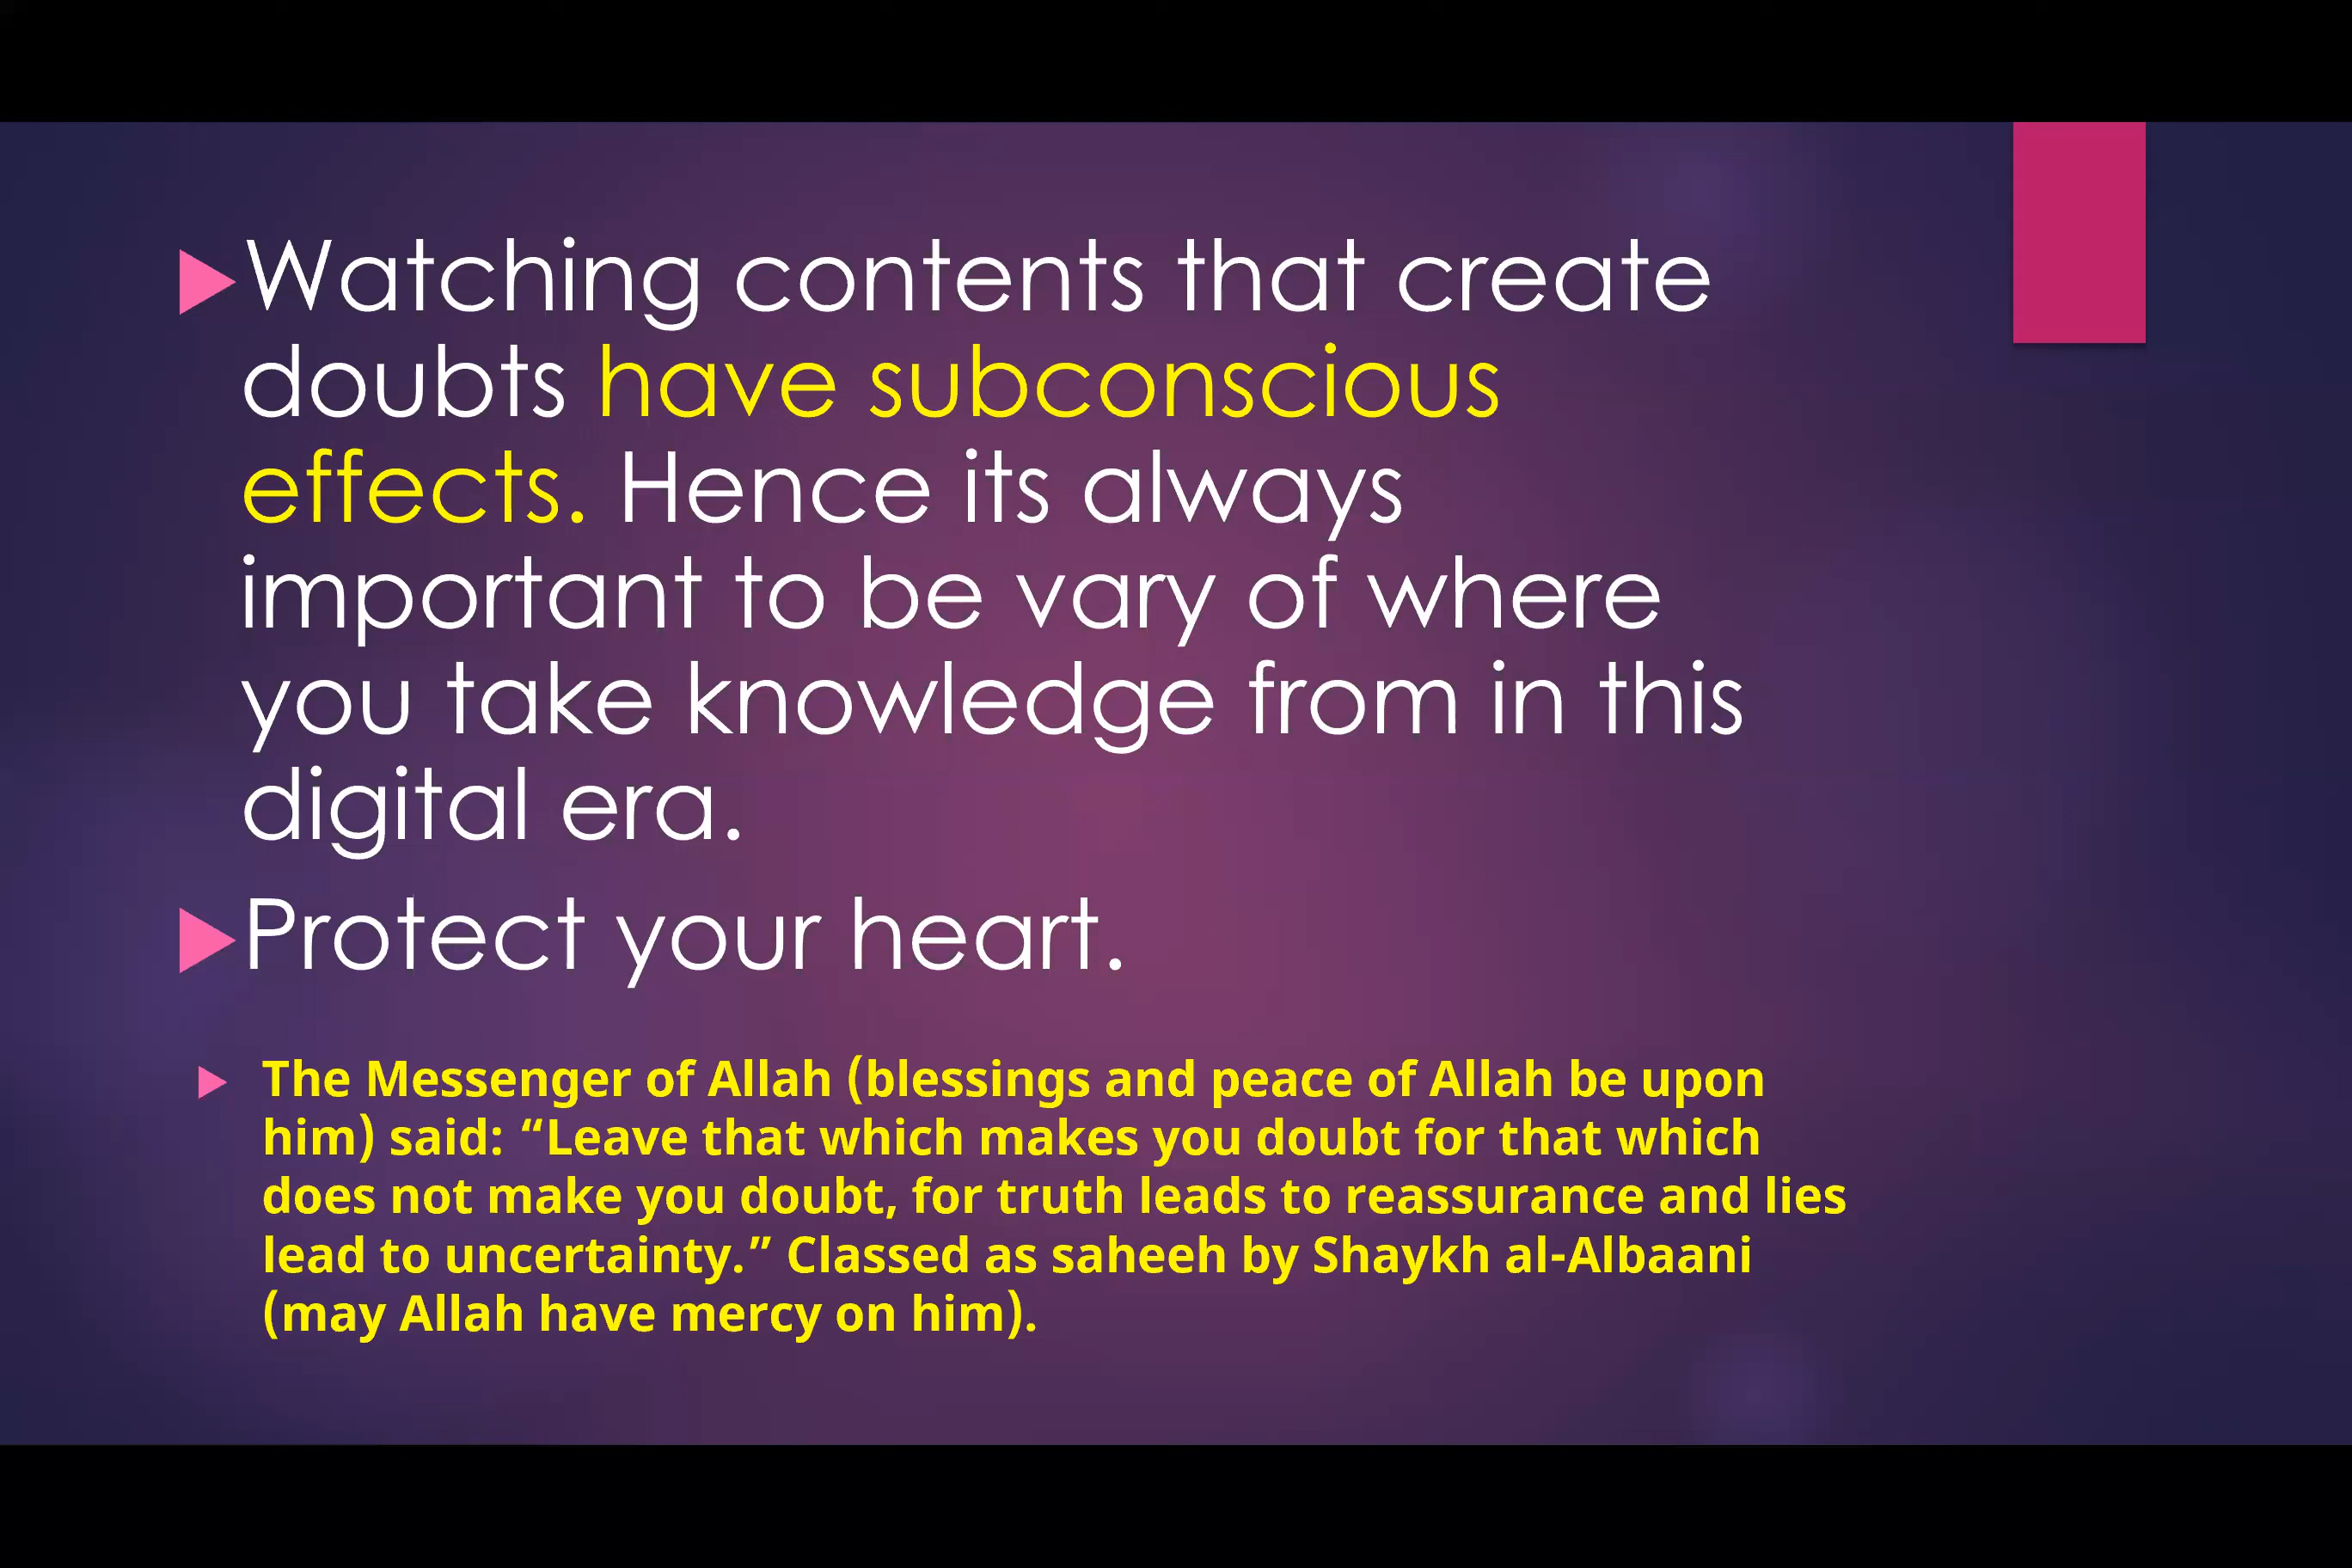 Watching contents that create
doubts have subconscious
effects. Hence its always
important to be vary of where
you take knowledge from in this
digital era.
Protect your heart.
The Messenger of Allah (blessings and peace of Allah be upon
him) said: “Leave that which makes you doubt for that which
does not make you doubt, for truth leads to reassurance and lies
lead to uncertainty.” Classed as saheeh by Shaykh al-Albaani
(may Allah have mercy on him).